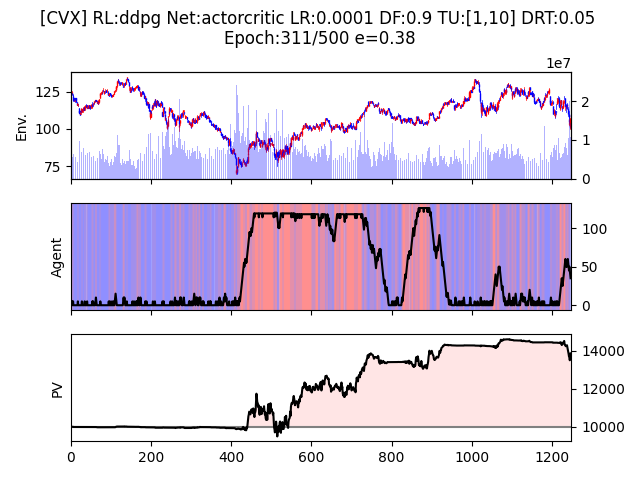 [CVX] RL:ddpg Net:actorcritic LR:0.0001 DF:0.9 TU:[1,10] DRT:0.05
Epoch:311/500 e=0.38
1e7
125
100
75
Env.
2
1
0
Agent
100
50
0
PV
14000
12000
10000
0 200 400 600 800 1000 1200